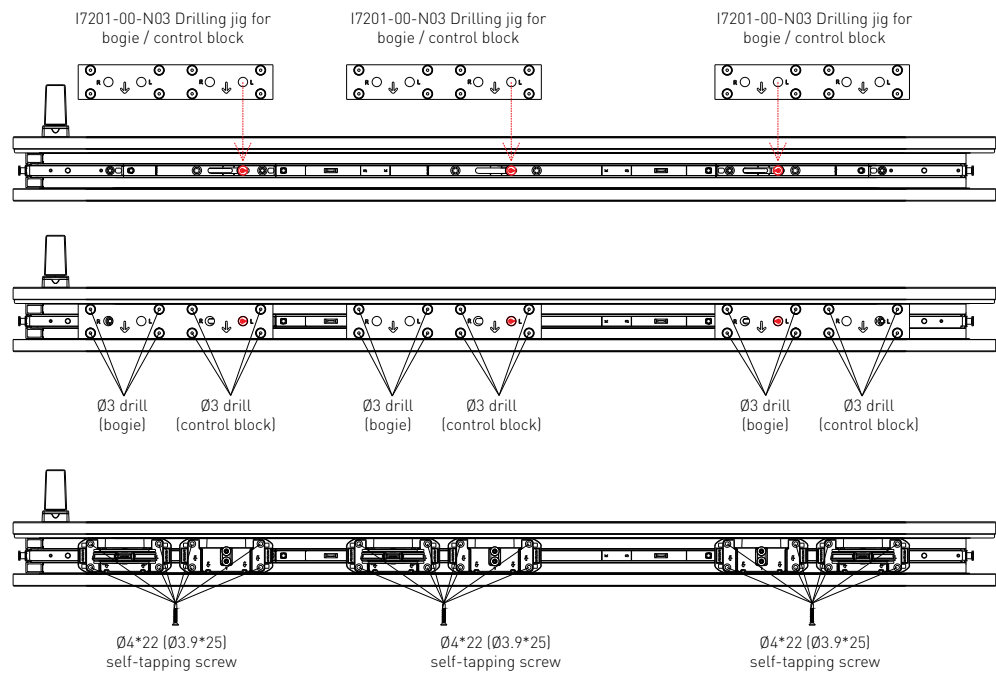 I7201-00-N03 Drilling jig for
bogie / control block
I7201-00-N03 Drilling jig for
bogie / control block
I7201-00-N03 Drilling jig for
bogie / control block
R L R L
R L R L
R L R L
R L R L
R L R L
R L R L
Ø3 drill
(bogie)
Ø3 drill
(control block)
Ø3 drill
(bogie)
Ø3 drill
(control block)
Ø3 drill
(bogie)
Ø3 drill
(control block)
Ø4*22 (Ø3.9*25)
self-tapping screw
Ø4*22 (Ø3.9*25)
self-tapping screw
Ø4*22 (Ø3.9*25)
self-tapping screw